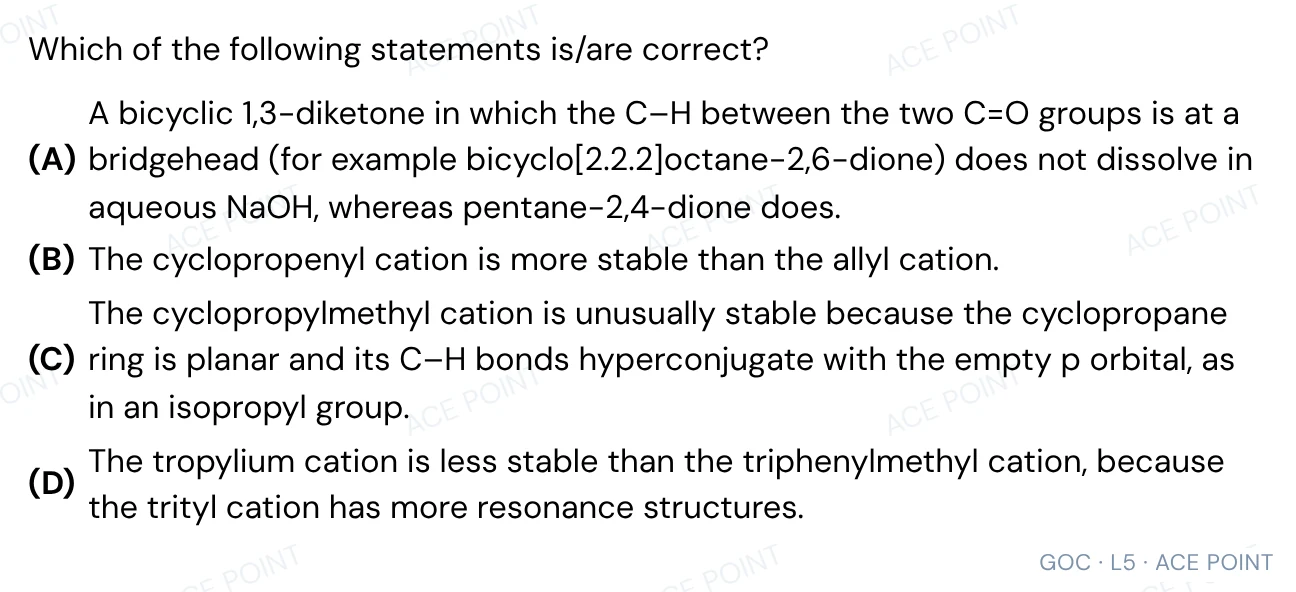 Which of the following statements is/are correct?
A bicyclic 1,3-diketone in which the C–H between the two C=O groups is at a
(A) bridgehead (for example bicyclo[2.2.2]octane-2,6-dione) does not dissolve in
aqueous NaOH, whereas pentane-2,4-dione does.
(B) The cyclopropenyl cation is more stable than the allyl cation.
The cyclopropylmethyl cation is unusually stable because the cyclopropane
(C) ring is planar and its C–H bonds hyperconjugate with the empty p orbital, as
in an isopropyl group.
The tropylium cation is less stable than the triphenylmethyl cation, because
(D)
the trityl cation has more resonance structures.
GOC · L5 · ACE POINT